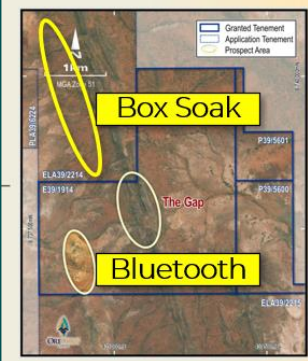 Granted Tenement
Application Tenement
Prospect Area
N
1km
MGA Zone 51
Box Soak
PLA39/6224
P39/5601
ELA39/2214
E39/1914
P39/5600
The Gap
Bluetooth
ELA39/2215